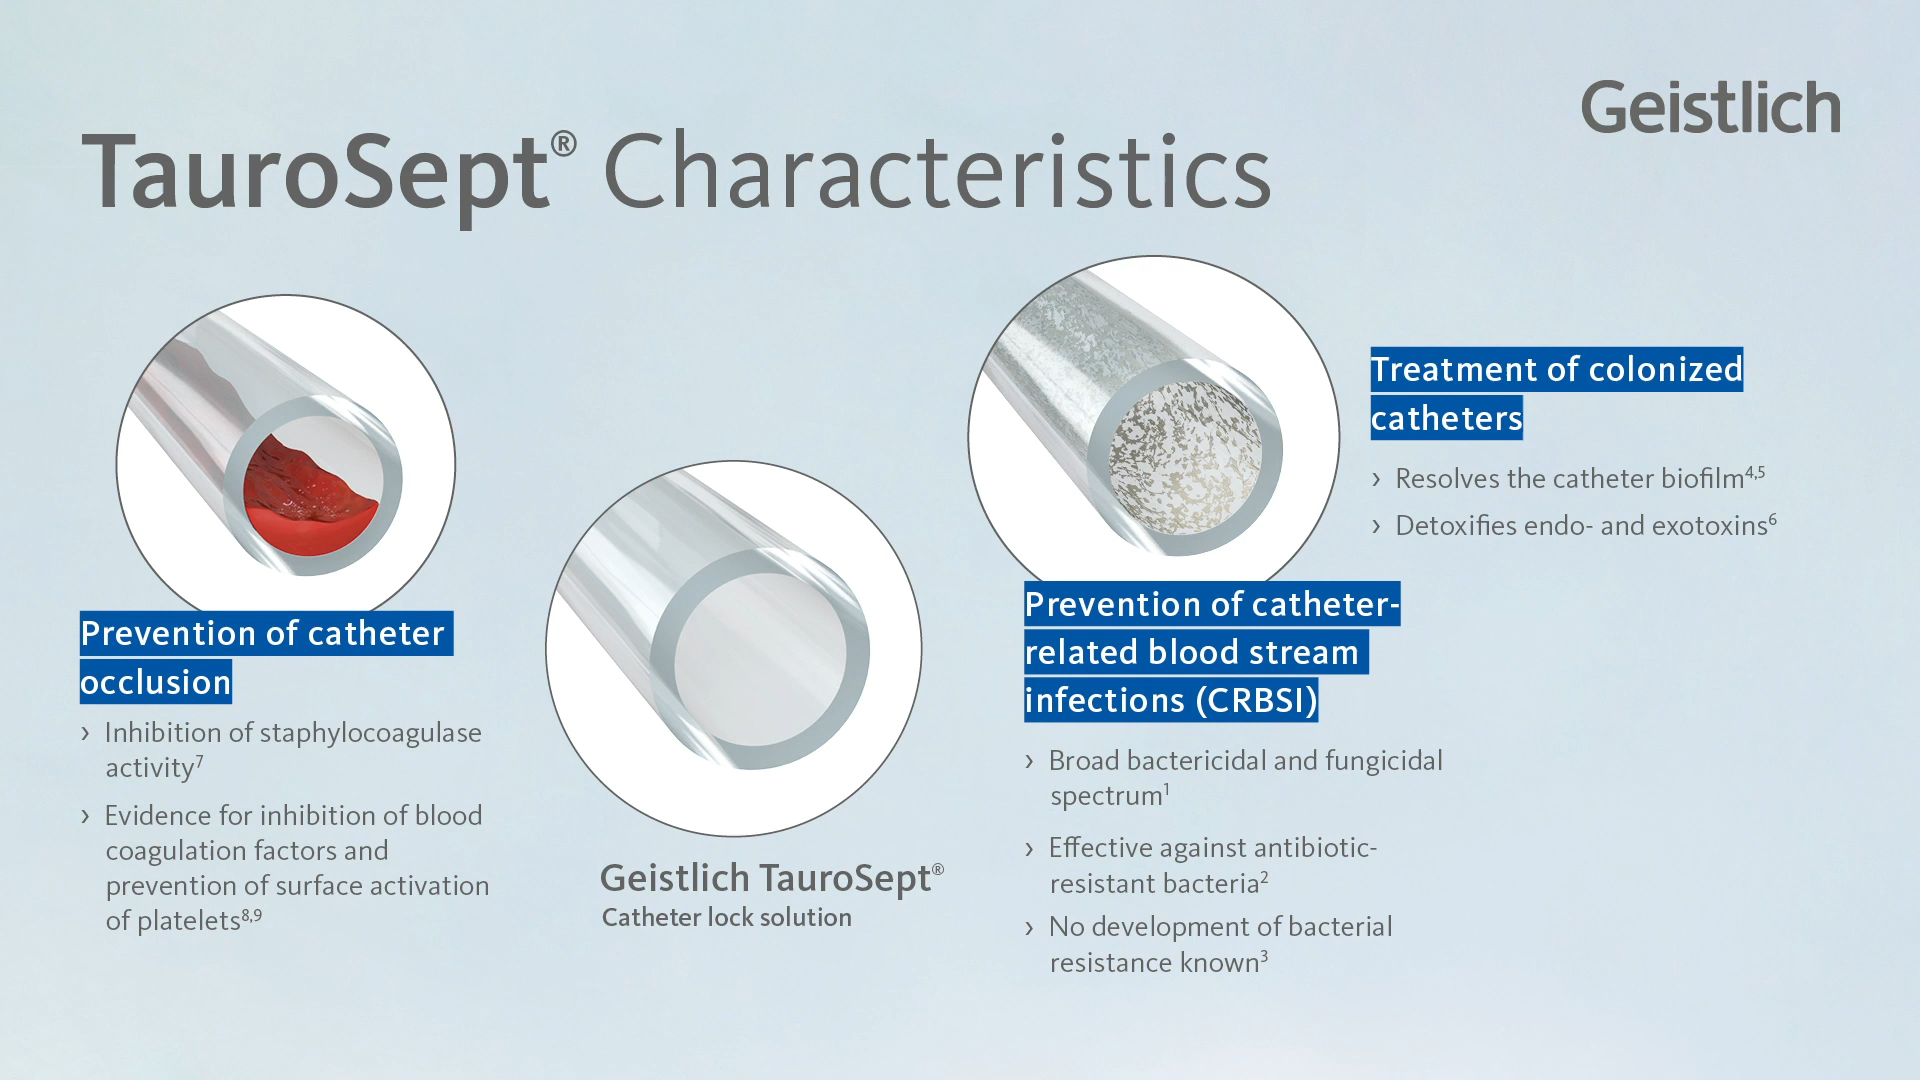 Geistlich
TauroSept® Characteristics
Prevention of catheter
occlusion
› Inhibition of staphylocoagulase
activity⁷
› Evidence for inhibition of blood
coagulation factors and
prevention of surface activation
of platelets⁸,⁹
Geistlich TauroSept®
Catheter lock solution
Treatment of colonized
catheters
› Resolves the catheter biofilm⁴,⁵
› Detoxifies endo- and exotoxins⁶
Prevention of catheter-
related blood stream
infections (CRBSI)
› Broad bactericidal and fungicidal
spectrum¹
› Effective against antibiotic-
resistant bacteria²
› No development of bacterial
resistance known³